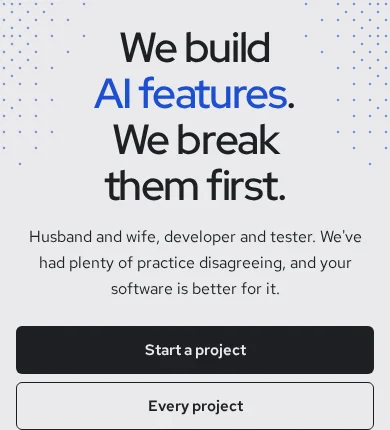 We build
AI features.
We break
them first.
Husband and wife, developer and tester. We've
had plenty of practice disagreeing, and your
software is better for it.
Start a project
Every project